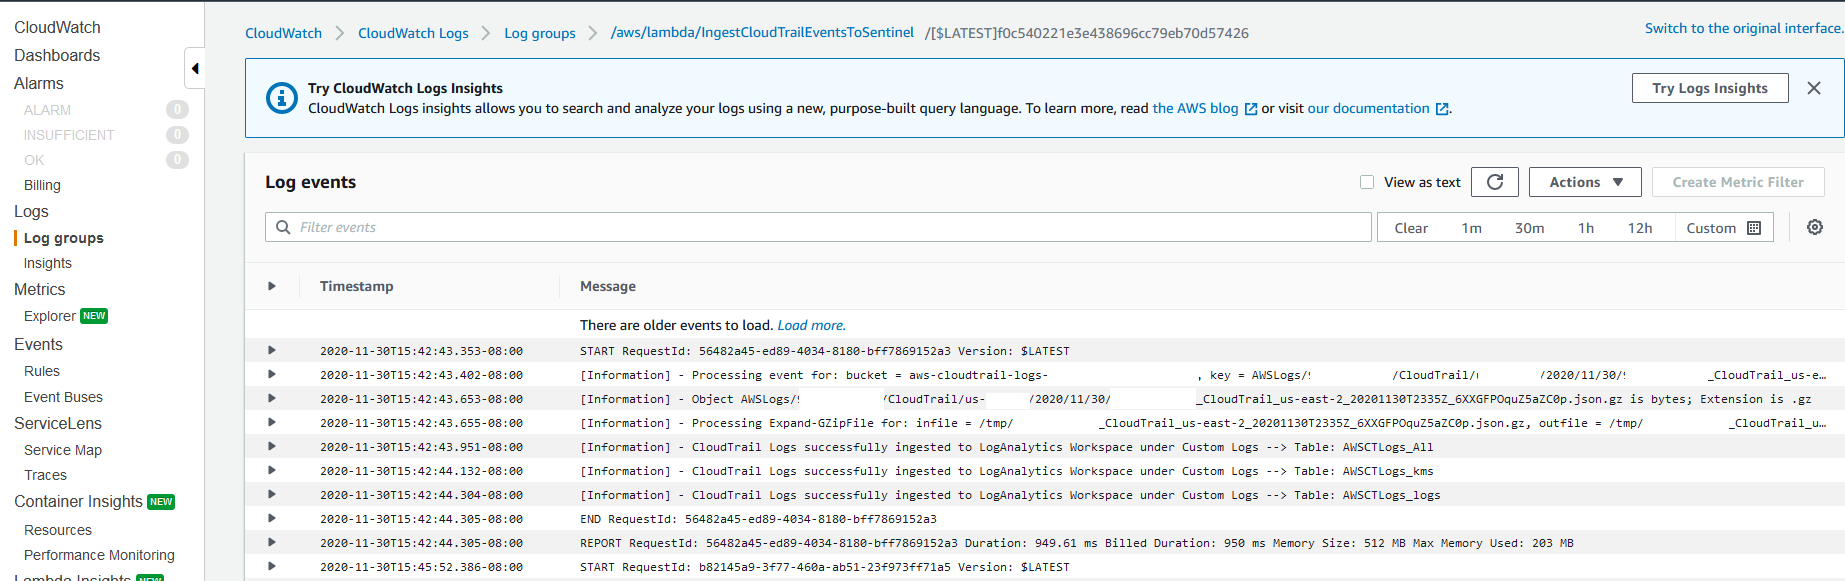 CloudWatch
Dashboards
Alarms
ALARM 0
INSUFFICIENT 0
OK 0
Billing
Logs
Log groups
Insights
Metrics
Explorer NEW
Events
Rules
Event Buses
ServiceLens
Service Map
Traces
Container Insights NEW
Resources
Performance Monitoring
Lambda Insights NEW
CloudWatch > CloudWatch Logs > Log groups > /aws/lambda/IngestCloudTrailEventsToSentinel /[$LATEST]f0c540221e3e438696cc79eb70d57426
Switch to the original interface.
Try CloudWatch Logs Insights
CloudWatch Logs insights allows you to search and analyze your logs using a new, purpose-built query language. To learn more, read the AWS blog or visit our documentation .
Try Logs Insights
Log events
View as text
Actions
Create Metric Filter
Filter events
Clear 1m 30m 1h 12h Custom
Timestamp Message
There are older events to load. Load more.
2020-11-30T15:42:43.353-08:00 START RequestId: 56482a45-ed89-4034-8180-bff7869152a3 Version: $LATEST
2020-11-30T15:42:43.402-08:00 [Information] - Processing event for: bucket = aws-cloudtrail-logs- , key = AWSLogs/ /CloudTrail/ /2020/11/30/ _CloudTrail_us-e…
2020-11-30T15:42:43.653-08:00 [Information] - Object AWSLogs/ /CloudTrail/us- /2020/11/30/ _CloudTrail_us-east-2_20201130T2335Z_6XXGFPOquZ5aZC0p.json.gz is bytes; Extension is .gz
2020-11-30T15:42:43.655-08:00 [Information] - Processing Expand-GZipFile for: infile = /tmp/ _CloudTrail_us-east-2_20201130T2335Z_6XXGFPOquZ5aZC0p.json.gz, outfile = /tmp/ _CloudTrail_u…
2020-11-30T15:42:43.951-08:00 [Information] - CloudTrail Logs successfully ingested to LogAnalytics Workspace under Custom Logs --> Table: AWSCTLogs_All
2020-11-30T15:42:44.132-08:00 [Information] - CloudTrail Logs successfully ingested to LogAnalytics Workspace under Custom Logs --> Table: AWSCTLogs_kms
2020-11-30T15:42:44.304-08:00 [Information] - CloudTrail Logs successfully ingested to LogAnalytics Workspace under Custom Logs --> Table: AWSCTLogs_logs
2020-11-30T15:42:44.305-08:00 END RequestId: 56482a45-ed89-4034-8180-bff7869152a3
2020-11-30T15:42:44.305-08:00 REPORT RequestId: 56482a45-ed89-4034-8180-bff7869152a3 Duration: 949.61 ms Billed Duration: 950 ms Memory Size: 512 MB Max Memory Used: 203 MB
2020-11-30T15:45:52.386-08:00 START RequestId: b82145a9-3f77-460a-ab51-23f973ff71a5 Version: $LATEST